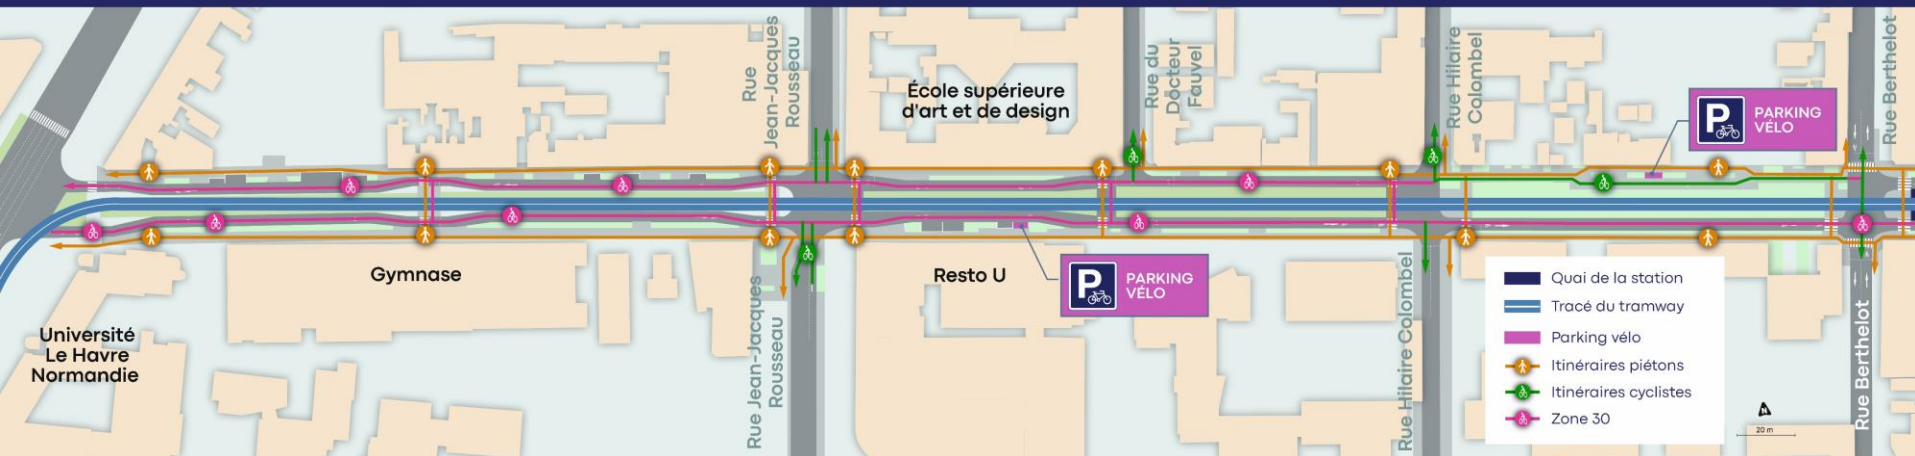 Rue
Jean-Jacques
Rousseau
École supérieure
d'art et de design
Rue du
Docteur
Fauvel
Rue Hilaire
Colombel
P
PARKING
VÉLO
Rue Berthelot
Gymnase
Resto U
P
PARKING
VÉLO
Université
Le Havre
Normandie
Rue Jean-Jacques
Rousseau
Rue Hilaire Colombel
Quai de la station
Tracé du tramway
Parking vélo
Itinéraires piétons
Itinéraires cyclistes
Zone 30
N
20 m
Rue Berthelot